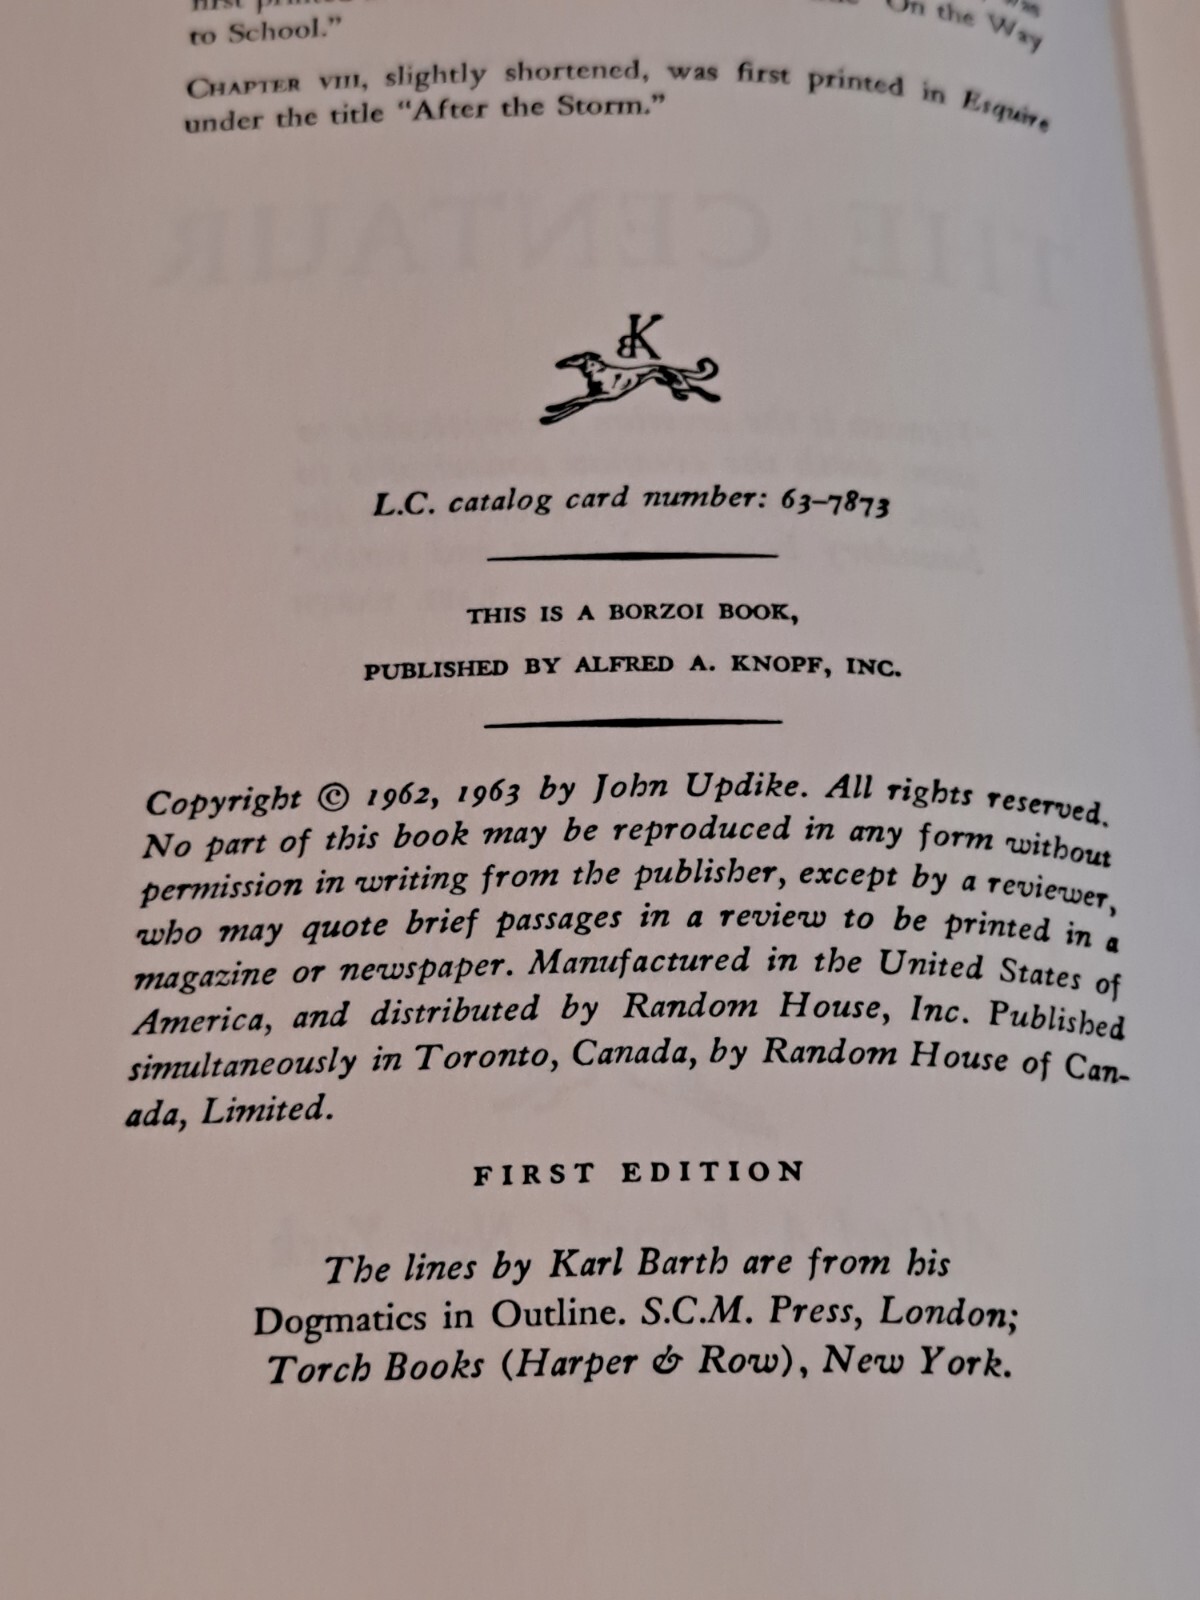 first printed
On the Way
to School."
CHAPTER VIII, slightly shortened, was first printed in Esquire
under the title "After the Storm."
THE CENTAUR
BK
L.C. catalog card number: 63–7873
THIS IS A BORZOI BOOK,
PUBLISHED BY ALFRED A. KNOPF, INC.
Copyright © 1962, 1963 by John Updike. All rights reserved.
No part of this book may be reproduced in any form without
permission in writing from the publisher, except by a reviewer,
who may quote brief passages in a review to be printed in a
magazine or newspaper. Manufactured in the United States of
America, and distributed by Random House, Inc. Published
simultaneously in Toronto, Canada, by Random House of Can-
ada, Limited.
FIRST EDITION
The lines by Karl Barth are from his
Dogmatics in Outline. S.C.M. Press, London;
Torch Books (Harper & Row), New York.